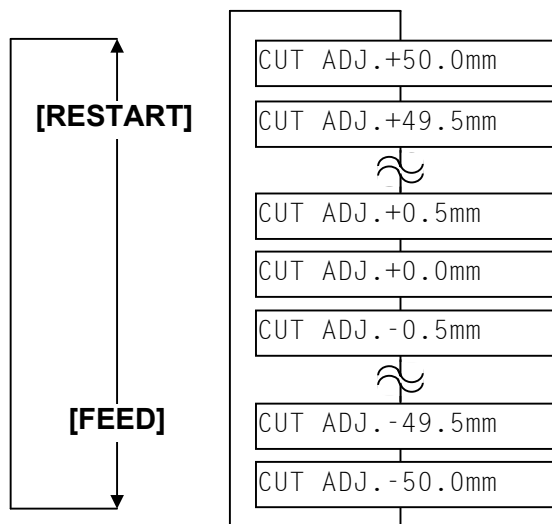 CUT ADJ.+50.0mm
[RESTART]
CUT ADJ.+49.5mm
CUT ADJ.+0.5mm
CUT ADJ.+0.0mm
CUT ADJ.-0.5mm
[FEED]
CUT ADJ.-49.5mm
CUT ADJ.-50.0mm